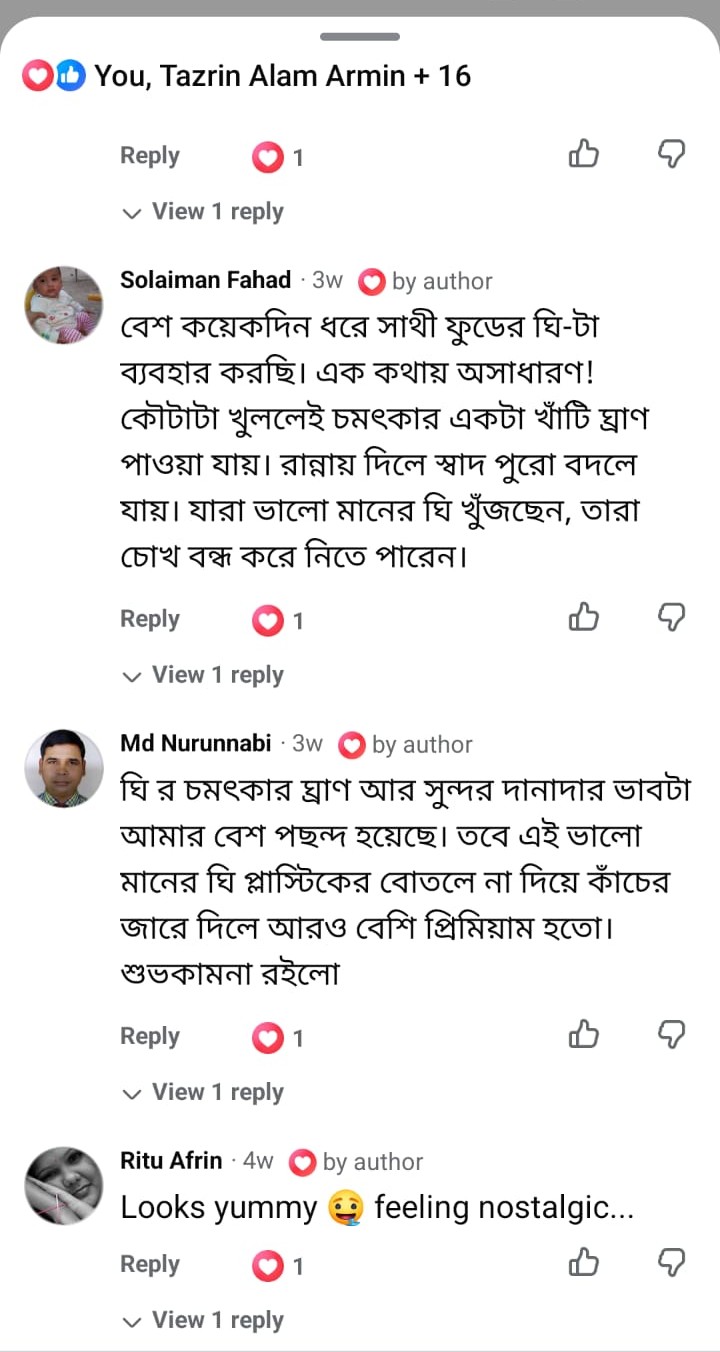 You, Tazrin Alam Armin + 16
Reply 1
View 1 reply
Solaiman Fahad · 3w by author
বেশ কয়েকদিন ধরে সাথী ফুডের ঘি-টা
ব্যবহার করছি। এক কথায় অসাধারণ!
কৌটাটা খুললেই চমৎকার একটা খাঁটি ঘ্রাণ
পাওয়া যায়। রান্নায় দিলে স্বাদ পুরো বদলে
যায়। যারা ভালো মানের ঘি খুঁজছেন, তারা
চোখ বন্ধ করে নিতে পারেন।
Reply 1
View 1 reply
Md Nurunnabi · 3w by author
ঘি র চমৎকার ঘ্রাণ আর সুন্দর দানাদার ভাবটা
আমার বেশ পছন্দ হয়েছে। তবে এই ভালো
মানের ঘি প্লাস্টিকের বোতলে না দিয়ে কাঁচের
জারে দিলে আরও বেশি প্রিমিয়াম হতো।
শুভকামনা রইলো
Reply 1
View 1 reply
Ritu Afrin · 4w by author
Looks yummy 🤤 feeling nostalgic...
Reply 1
View 1 reply